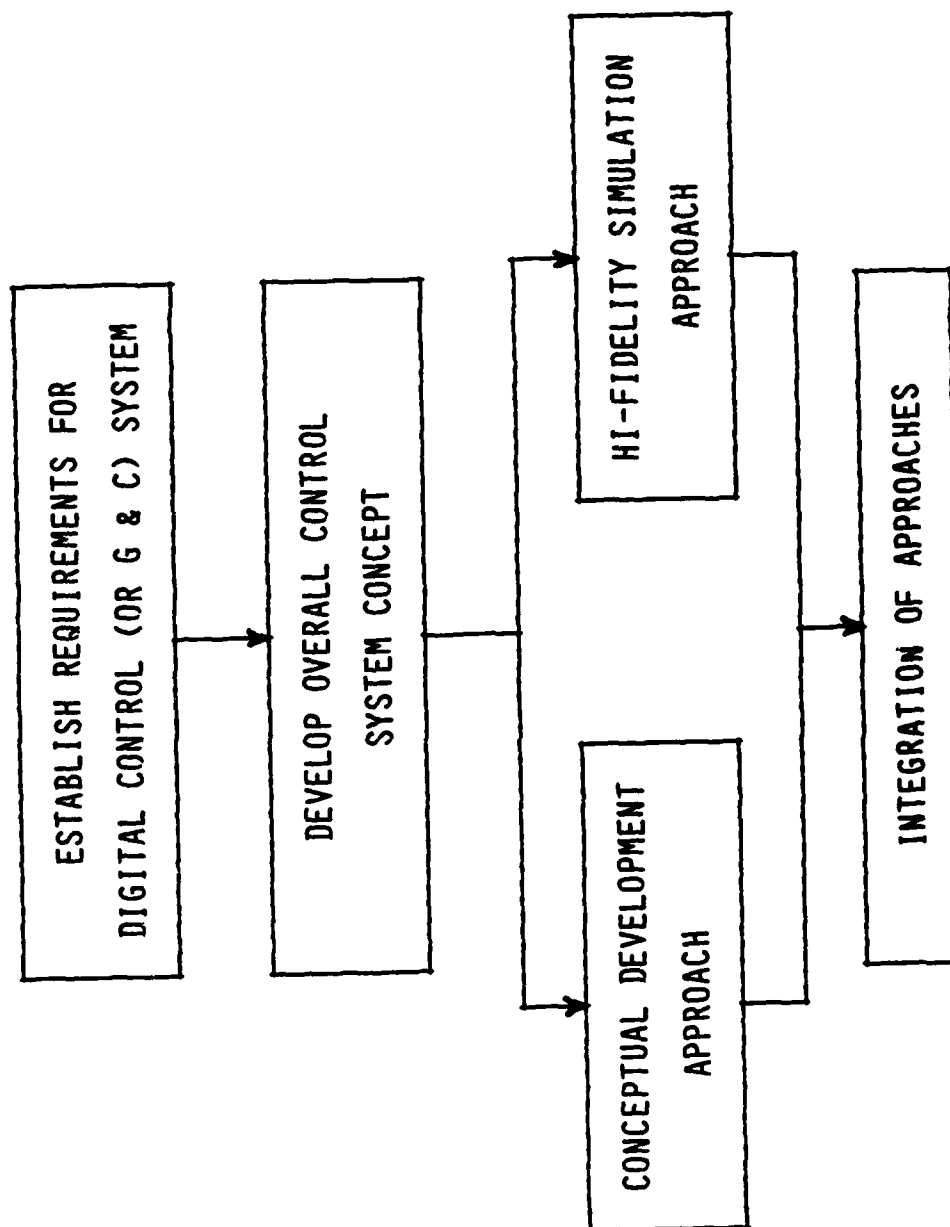 ESTABLISH REQUIREMENTS FOR
DIGITAL CONTROL (OR G & C) SYSTEM
DEVELOP OVERALL CONTROL
SYSTEM CONCEPT
CONCEPTUAL DEVELOPMENT
APPROACH
HI-FIDELITY SIMULATION
APPROACH
INTEGRATION OF APPROACHES